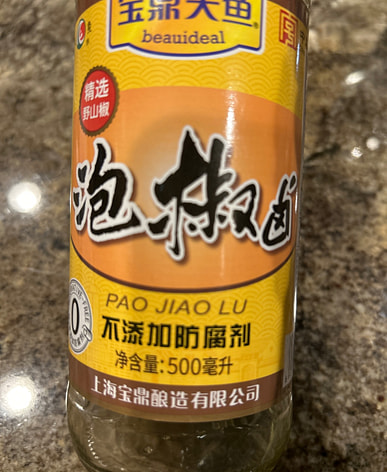 宝鼎天鱼
beauideal
精选
野山椒
泡椒卤
PAO JIAO LU
不添加防腐剂
净含量:500毫升
上海宝鼎酿造有限公司